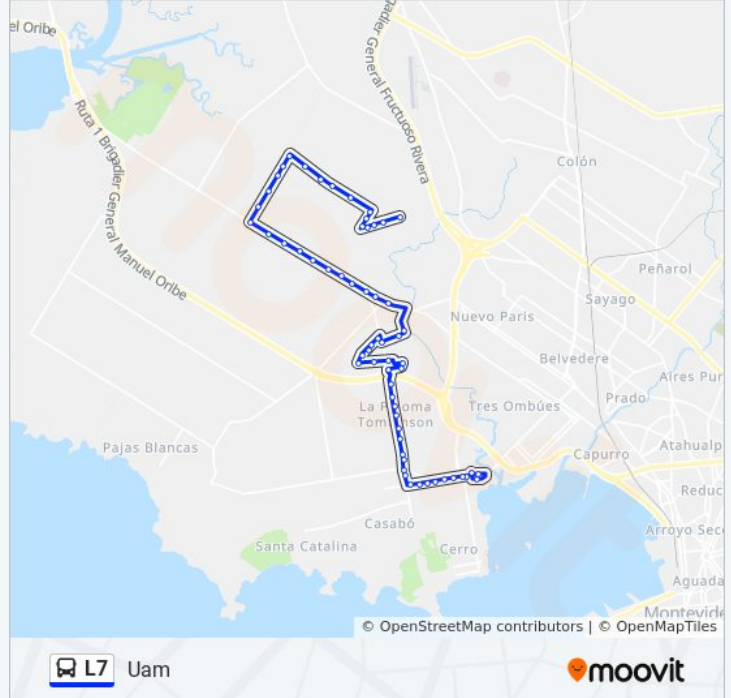 el Oribe
gadier General Fructuoso Rivera
Ruta 1 Brigadier General Manuel Oribe
Colón
Peñarol
Sayago
Nuevo Paris
Belvedere
Aires Pur
Prado
La Paloma
Tomkinson
Tres Ombúes
Atahualp
Pajas Blancas
Capurro
Reduc
Casabó
Arroyo Sec
Santa Catalina
Cerro
Aguada
Montevide
© OpenStreetMap contributors | © OpenMapTiles
L7 Uam
moovit